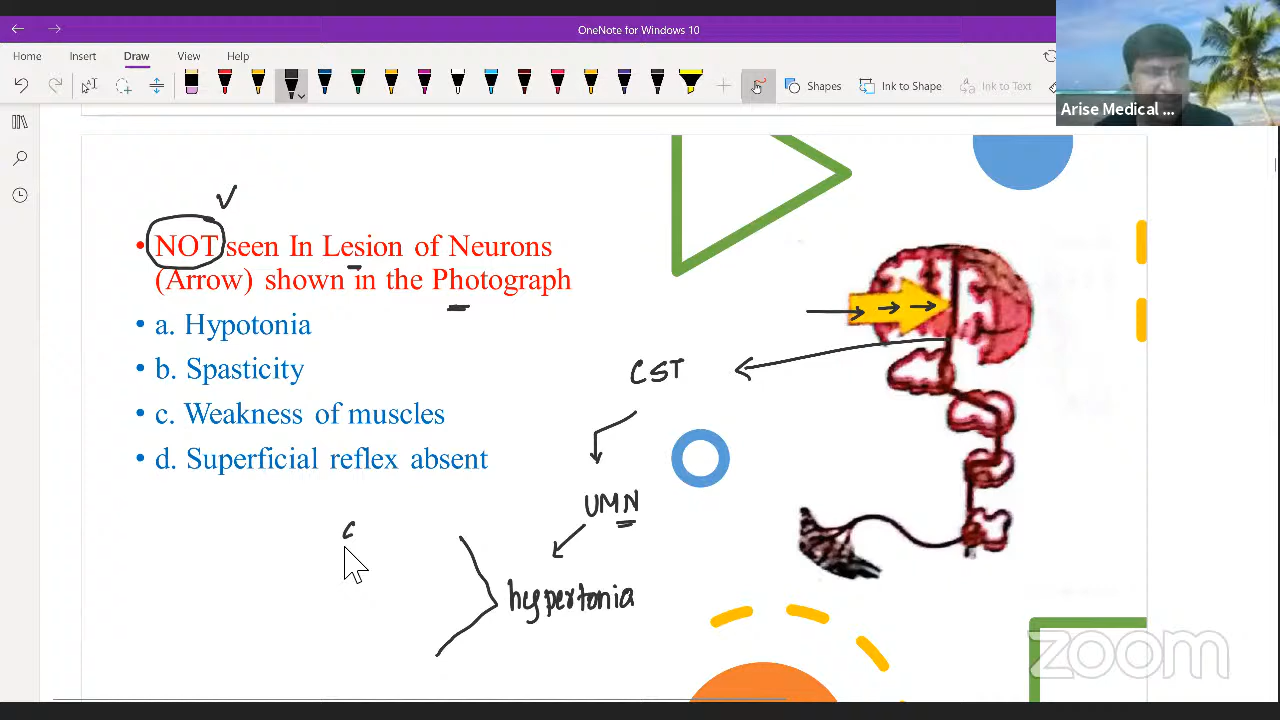 OneNote for Windows 10
Home Insert Draw View Help
Shapes Ink to Shape Ink to Text
Arise Medical ...
• NOT seen In Lesion of Neurons
(Arrow) shown in the Photograph
• a. Hypotonia
• b. Spasticity
• c. Weakness of muscles
• d. Superficial reflex absent
CST
UMN
hypertonia
c
zoom